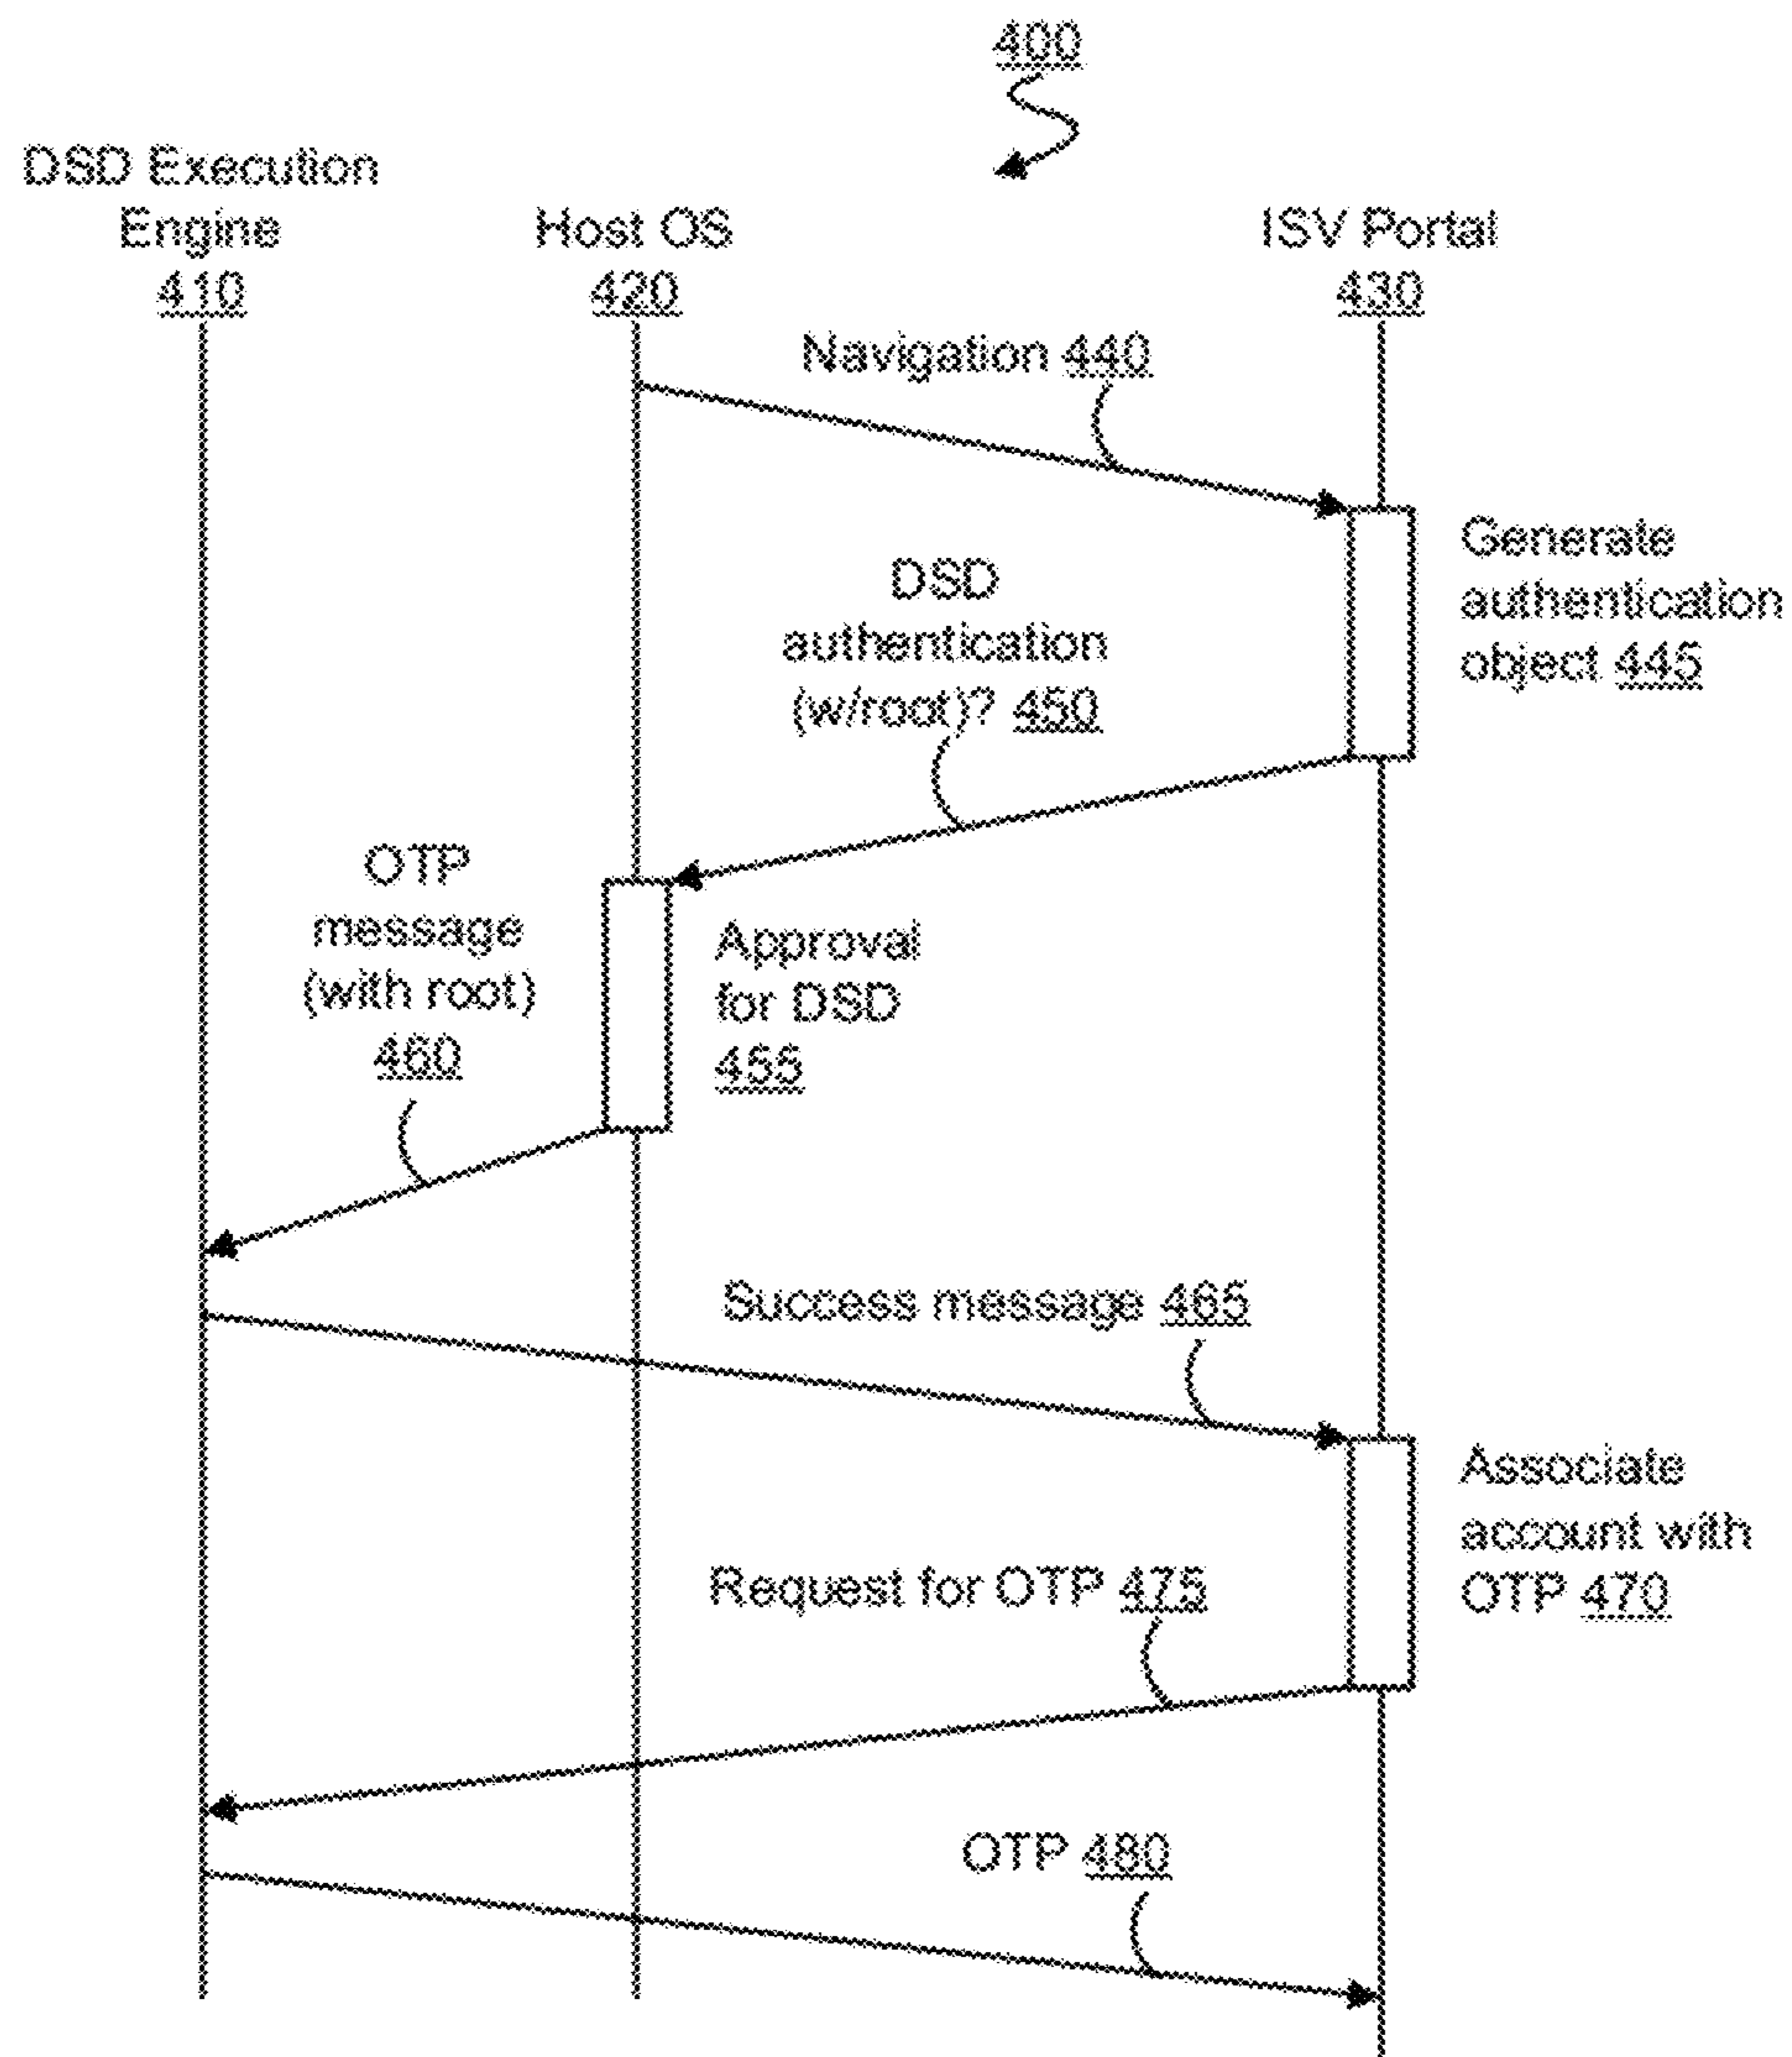 400
DSD Execution
Engine
410
Host OS
420
ISV Portal
430
Navigation 440
Generate
authentication
object 445
DSD
authentication
(w/root)? 450
OTP
message
(with root)
460
Approval
for DSD
455
Success message 465
Associate
account with
OTP 470
Request for OTP 475
OTP 480